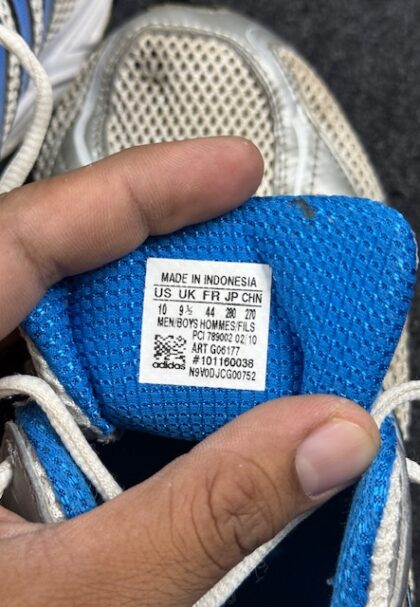 MADE IN INDONESIA
US UK FR JP CHN
10 9½ 44 280 270
MEN/BOYS HOMMES/FILS
PCI 789002 02/10
ART G06177
#101160038
adidas N9V0DJCG00752